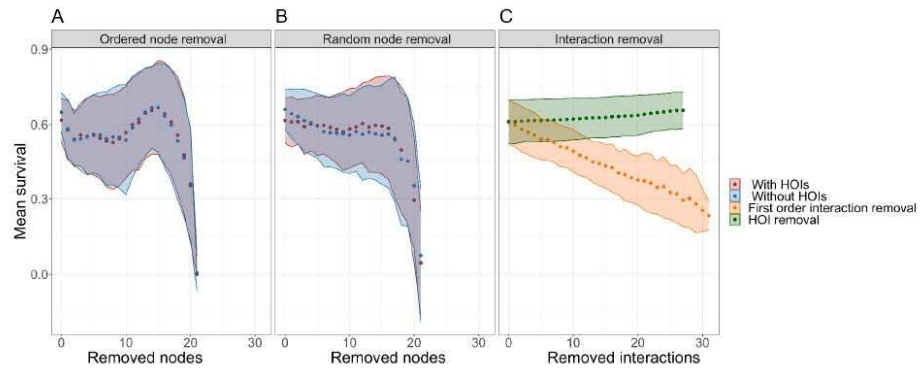 A
B
C
Ordered node removal
Random node removal
Interaction removal
0.9
0.6
0.3
0.0
Mean survival
0 10 20 30
0 10 20 30
0 10 20 30
Removed nodes
Removed nodes
Removed interactions
With HOIs
Without HOIs
First order interaction removal
HOI removal